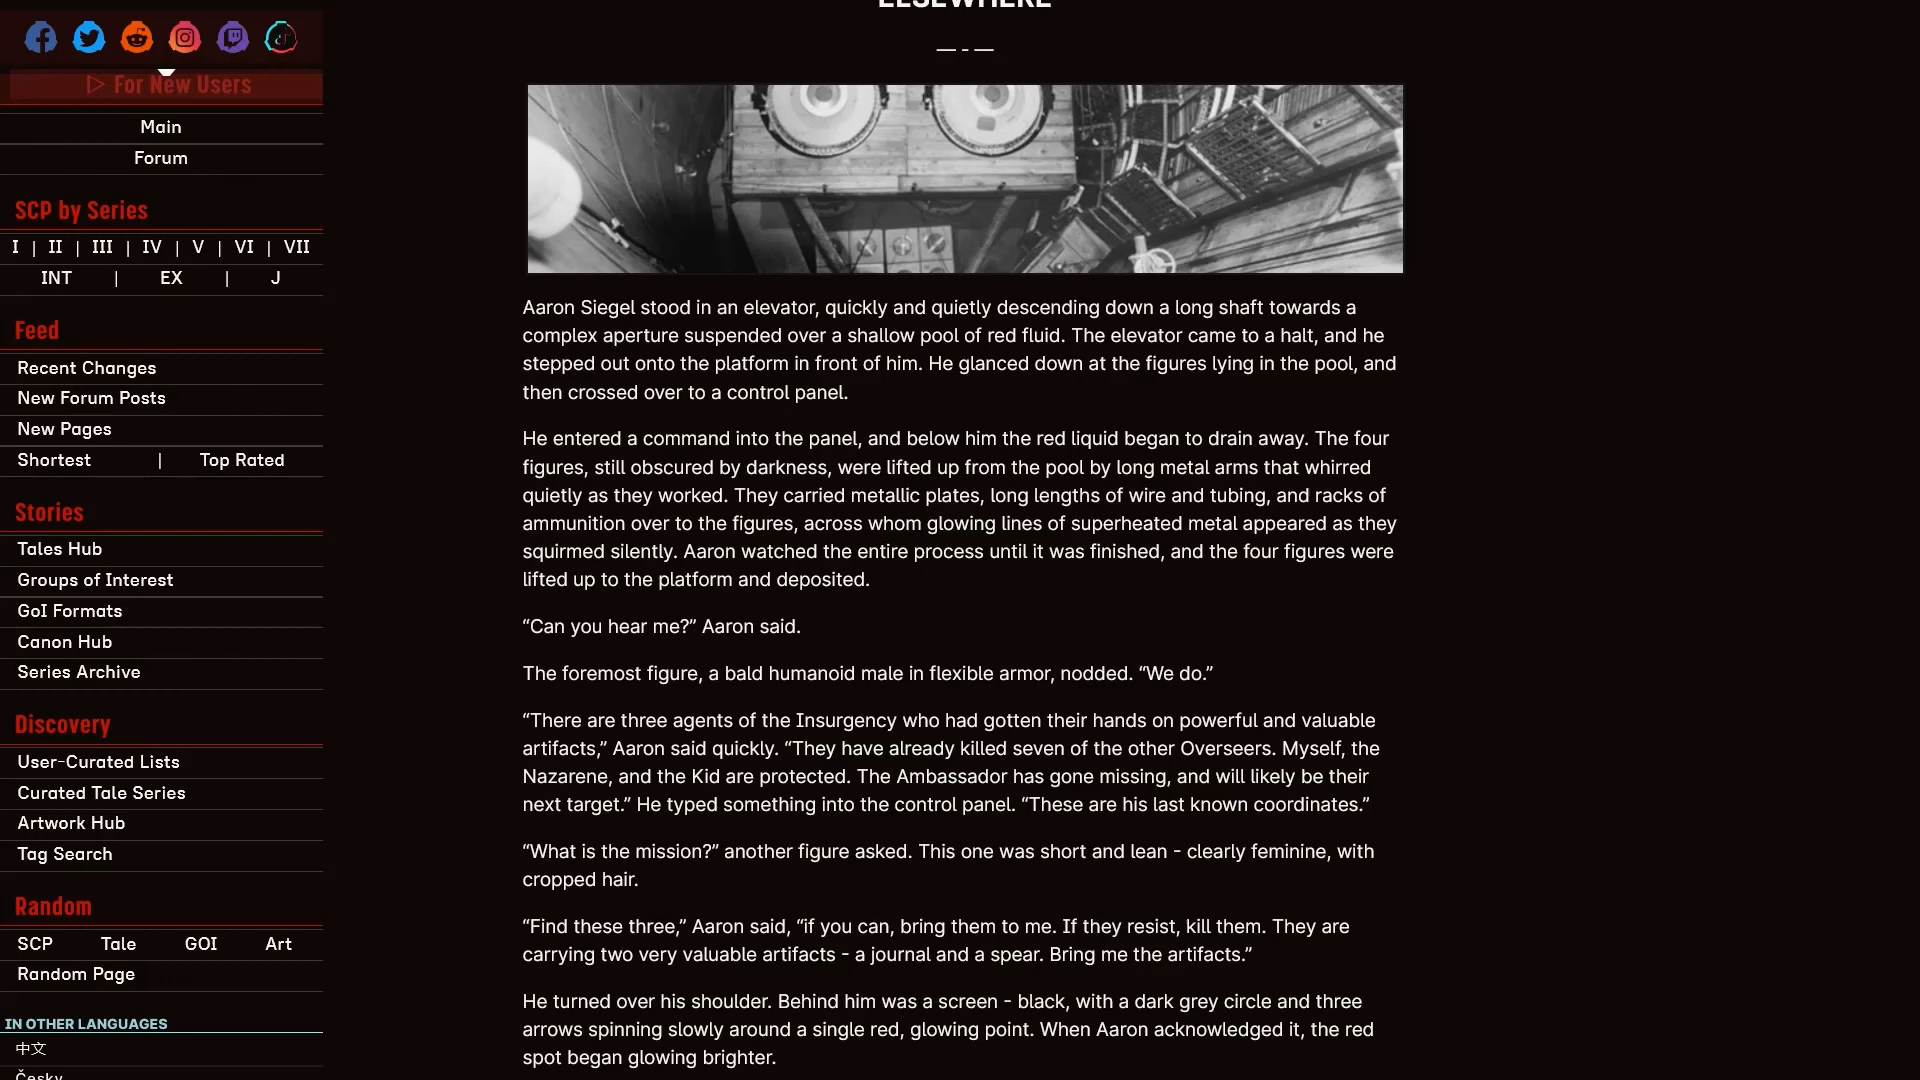 ELSEWHERE
— - —
▷ For New Users
Main
Forum
SCP by Series
I | II | III | IV | V | VI | VII
INT | EX | J
Feed
Recent Changes
New Forum Posts
New Pages
Shortest | Top Rated
Stories
Tales Hub
Groups of Interest
GoI Formats
Canon Hub
Series Archive
Discovery
User-Curated Lists
Curated Tale Series
Artwork Hub
Tag Search
Random
SCP Tale GOI Art
Random Page
IN OTHER LANGUAGES
中文
Česky
Aaron Siegel stood in an elevator, quickly and quietly descending down a long shaft towards a
complex aperture suspended over a shallow pool of red fluid. The elevator came to a halt, and he
stepped out onto the platform in front of him. He glanced down at the figures lying in the pool, and
then crossed over to a control panel.
He entered a command into the panel, and below him the red liquid began to drain away. The four
figures, still obscured by darkness, were lifted up from the pool by long metal arms that whirred
quietly as they worked. They carried metallic plates, long lengths of wire and tubing, and racks of
ammunition over to the figures, across whom glowing lines of superheated metal appeared as they
squirmed silently. Aaron watched the entire process until it was finished, and the four figures were
lifted up to the platform and deposited.
“Can you hear me?” Aaron said.
The foremost figure, a bald humanoid male in flexible armor, nodded. “We do.”
“There are three agents of the Insurgency who had gotten their hands on powerful and valuable
artifacts,” Aaron said quickly. “They have already killed seven of the other Overseers. Myself, the
Nazarene, and the Kid are protected. The Ambassador has gone missing, and will likely be their
next target.” He typed something into the control panel. “These are his last known coordinates.”
“What is the mission?” another figure asked. This one was short and lean - clearly feminine, with
cropped hair.
“Find these three,” Aaron said, “if you can, bring them to me. If they resist, kill them. They are
carrying two very valuable artifacts - a journal and a spear. Bring me the artifacts.”
He turned over his shoulder. Behind him was a screen - black, with a dark grey circle and three
arrows spinning slowly around a single red, glowing point. When Aaron acknowledged it, the red
spot began glowing brighter.